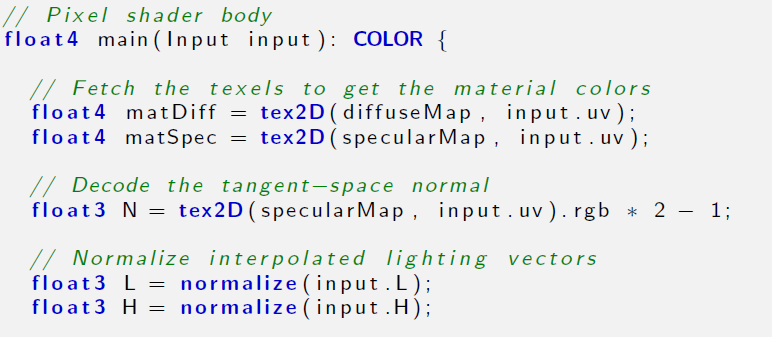 // Pixel shader body
float4 main(Input input): COLOR {
// Fetch the texels to get the material colors
float4 matDiff = tex2D(diffuseMap, input.uv);
float4 matSpec = tex2D(specularMap, input.uv);
// Decode the tangent−space normal
float3 N = tex2D(specularMap, input.uv).rgb * 2 − 1;
// Normalize interpolated lighting vectors
float3 L = normalize(input.L);
float3 H = normalize(input.H);